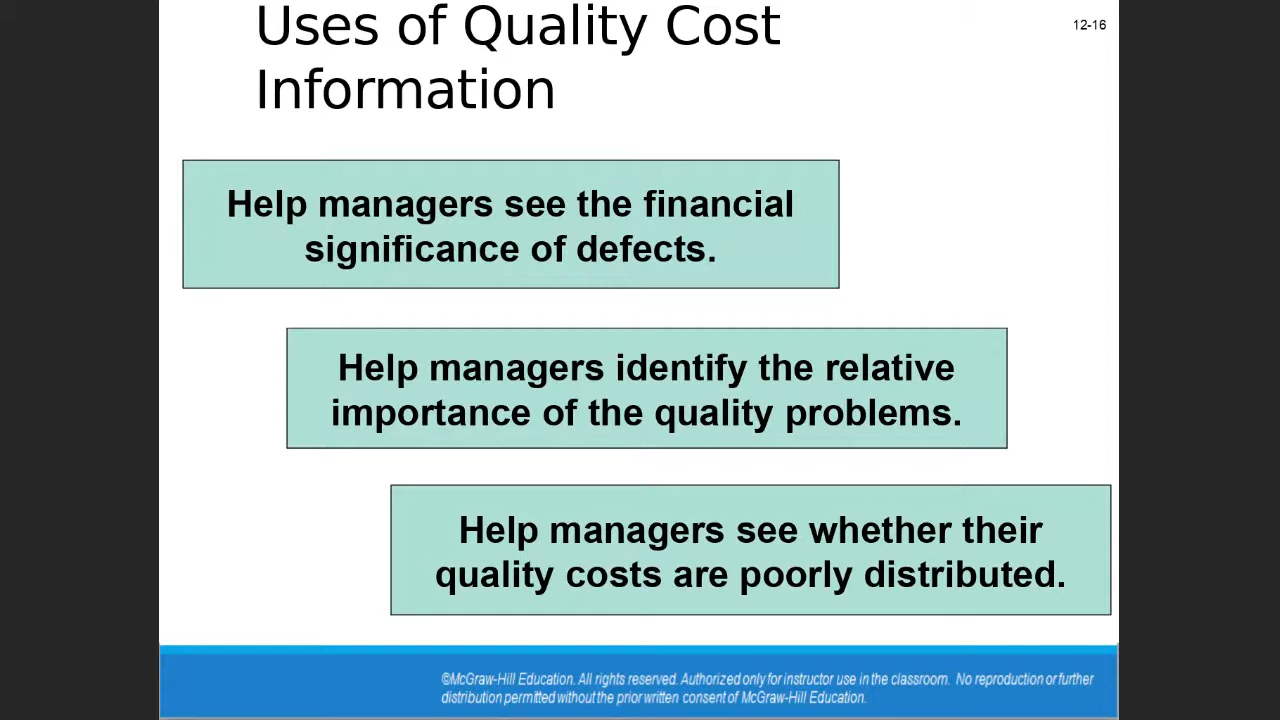 Uses of Quality Cost
Information
12-16
Help managers see the financial
significance of defects.
Help managers identify the relative
importance of the quality problems.
Help managers see whether their
quality costs are poorly distributed.
©McGraw-Hill Education. All rights reserved. Authorized only for instructor use in the classroom. No reproduction or further
distribution permitted without the prior written consent of McGraw-Hill Education.